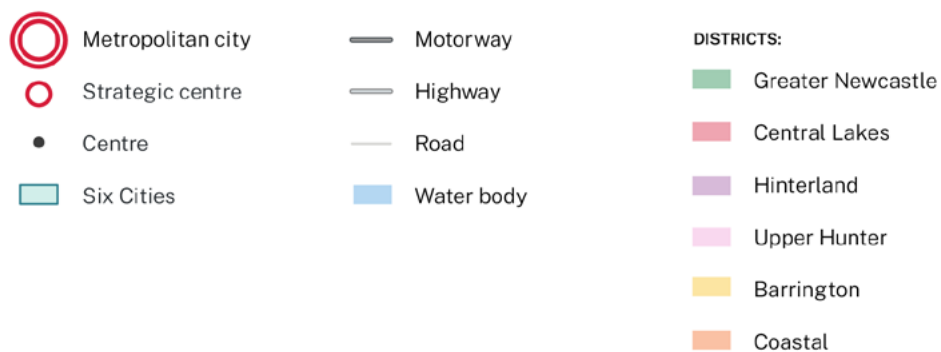 Metropolitan city
Strategic centre
Centre
Six Cities
Motorway
Highway
Road
Water body
DISTRICTS:
Greater Newcastle
Central Lakes
Hinterland
Upper Hunter
Barrington
Coastal